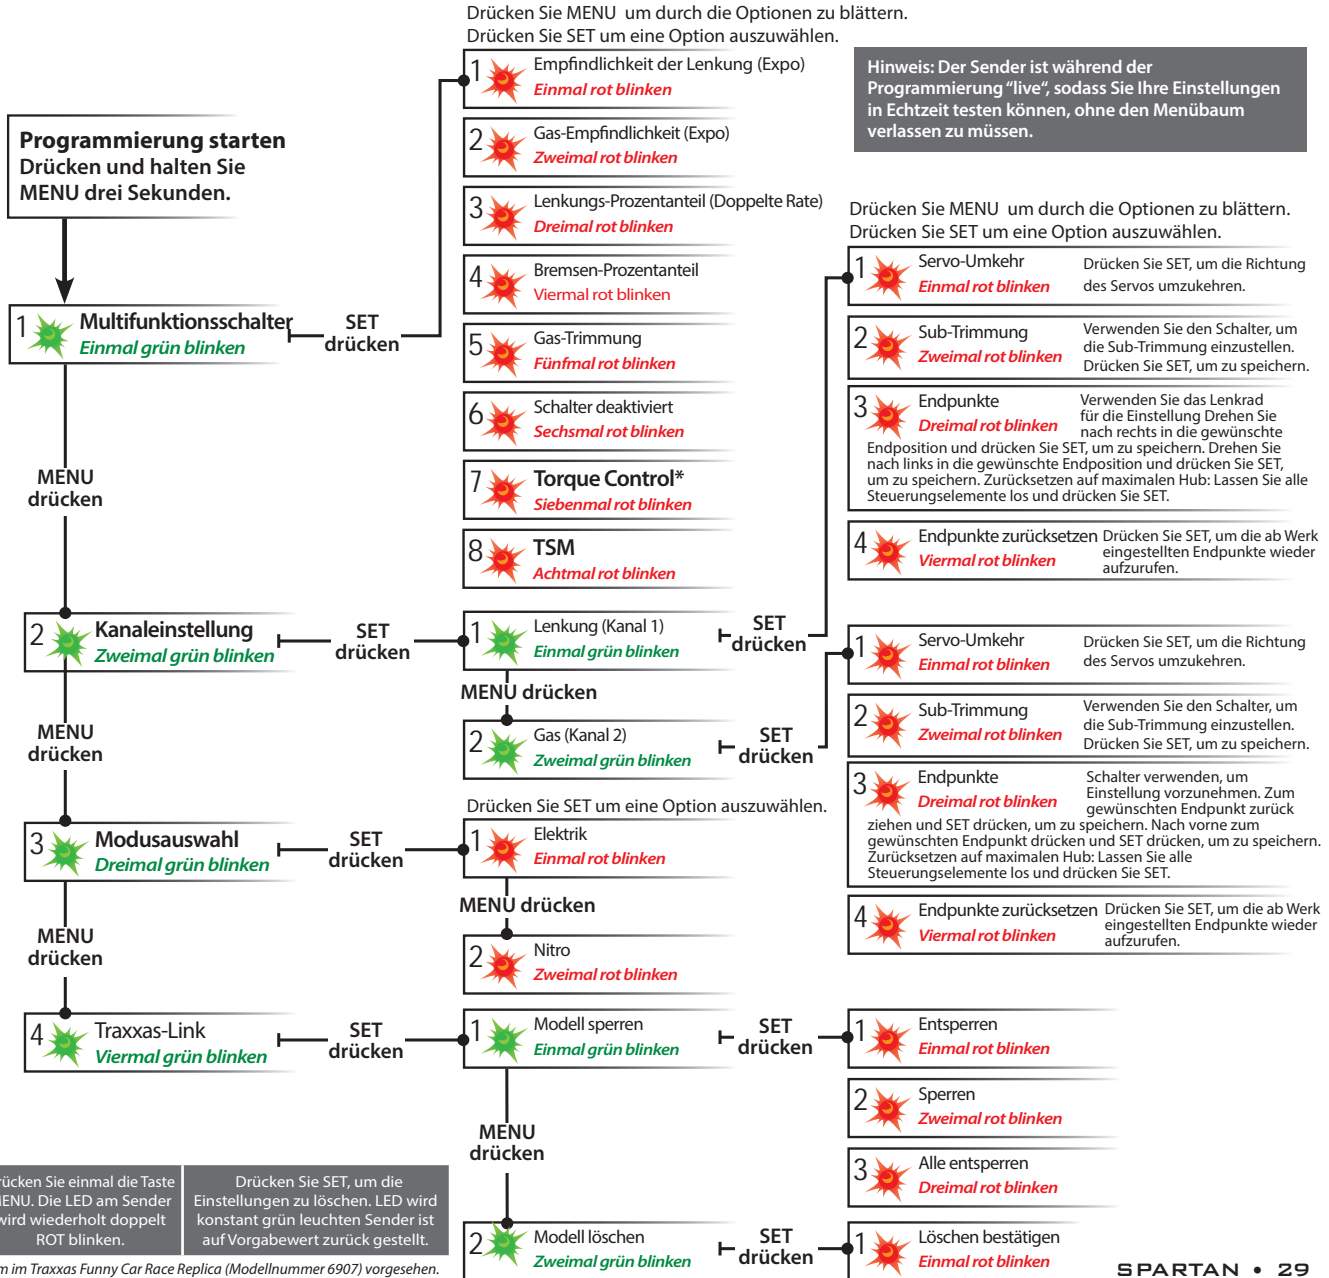 Drücken Sie MENU um durch die Optionen zu blättern.
Drücken Sie SET um eine Option auszuwählen.
Programmierung starten
Drücken und halten Sie
MENU drei Sekunden.
1
Multifunktionsschalter
Einmal grün blinken
SET
drücken
1
Empfindlichkeit der Lenkung (Expo)
Einmal rot blinken
2
Gas-Empfindlichkeit (Expo)
Zweimal rot blinken
3
Lenkungs-Prozentanteil (Doppelte Rate)
Dreimal rot blinken
4
Bremsen-Prozentanteil
Viermal rot blinken
5
Gas-Trimmung
Fünfmal rot blinken
6
Schalter deaktiviert
Sechsmal rot blinken
7
Torque Control*
Siebenmal rot blinken
8
TSM
Achtmal rot blinken
Hinweis: Der Sender ist während der
Programmierung “live“, sodass Sie Ihre Einstellungen
in Echtzeit testen können, ohne den Menübaum
verlassen zu müssen.
MENU
drücken
2
Kanaleinstellung
Zweimal grün blinken
SET
drücken
1
Lenkung (Kanal 1)
Einmal grün blinken
SET
drücken
MENU drücken
2
Gas (Kanal 2)
Zweimal grün blinken
SET
drücken
Drücken Sie MENU um durch die Optionen zu blättern.
Drücken Sie SET um eine Option auszuwählen.
1
Servo-Umkehr
Einmal rot blinken
Drücken Sie SET, um die Richtung
des Servos umzukehren.
2
Sub-Trimmung
Zweimal rot blinken
Verwenden Sie den Schalter, um
die Sub-Trimmung einzustellen.
Drücken Sie SET, um zu speichern.
3
Endpunkte
Dreimal rot blinken
Verwenden Sie das Lenkrad
für die Einstellung Drehen Sie
nach rechts in die gewünschte
Endposition und drücken Sie SET, um zu speichern. Drehen Sie
nach links in die gewünschte Endposition und drücken Sie SET,
um zu speichern. Zurücksetzen auf maximalen Hub: Lassen Sie alle
Steuerungselemente los und drücken Sie SET.
4
Endpunkte zurücksetzen
Viermal rot blinken
Drücken Sie SET, um die ab Werk
eingestellten Endpunkte wieder
aufzurufen.
1
Servo-Umkehr
Einmal rot blinken
Drücken Sie SET, um die Richtung
des Servos umzukehren.
2
Sub-Trimmung
Zweimal rot blinken
Verwenden Sie den Schalter, um
die Sub-Trimmung einzustellen.
Drücken Sie SET, um zu speichern.
3
Endpunkte
Dreimal rot blinken
Schalter verwenden, um
Einstellung vorzunehmen. Zum
gewünschten Endpunkt zurück
ziehen und SET drücken, um zu speichern. Nach vorne zum
gewünschten Endpunkt drücken und SET drücken, um zu speichern.
Zurücksetzen auf maximalen Hub: Lassen Sie alle
Steuerungselemente los und drücken Sie SET.
4
Endpunkte zurücksetzen
Viermal rot blinken
Drücken Sie SET, um die ab Werk
eingestellten Endpunkte wieder
aufzurufen.
MENU
drücken
3
Modusauswahl
Dreimal grün blinken
SET
drücken
Drücken Sie SET um eine Option auszuwählen.
1
Elektrik
Einmal rot blinken
MENU drücken
2
Nitro
Zweimal rot blinken
MENU
drücken
4
Traxxas-Link
Viermal grün blinken
SET
drücken
1
Modell sperren
Einmal grün blinken
SET
drücken
1
Entsperren
Einmal rot blinken
2
Sperren
Zweimal rot blinken
3
Alle entsperren
Dreimal rot blinken
MENU
drücken
2
Modell löschen
Zweimal grün blinken
SET
drücken
1
Löschen bestätigen
Einmal rot blinken
rücken Sie einmal die Taste
MENU. Die LED am Sender
wird wiederholt doppelt
ROT blinken.
Drücken Sie SET, um die
Einstellungen zu löschen. LED wird
konstant grün leuchten Sender ist
auf Vorgabewert zurück gestellt.
m im Traxxas Funny Car Race Replica (Modellnummer 6907) vorgesehen.
SPARTAN • 29